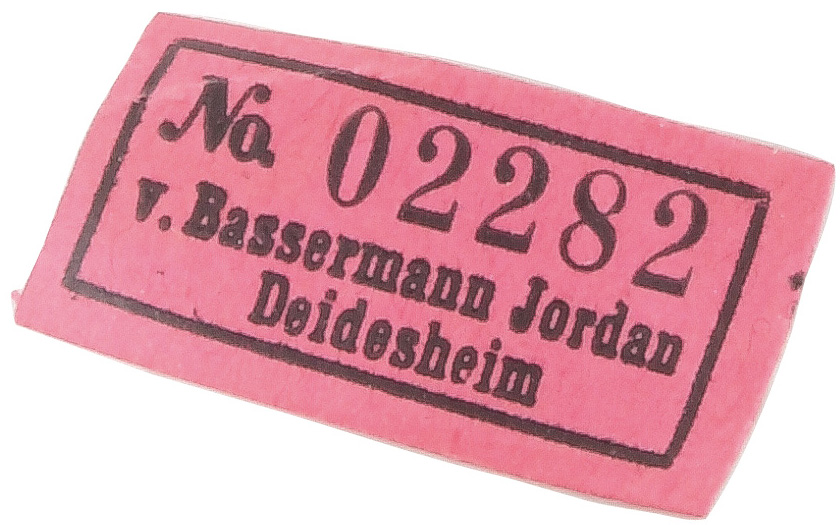 No. 02282
v. Bassermann Jordan
Deidesheim